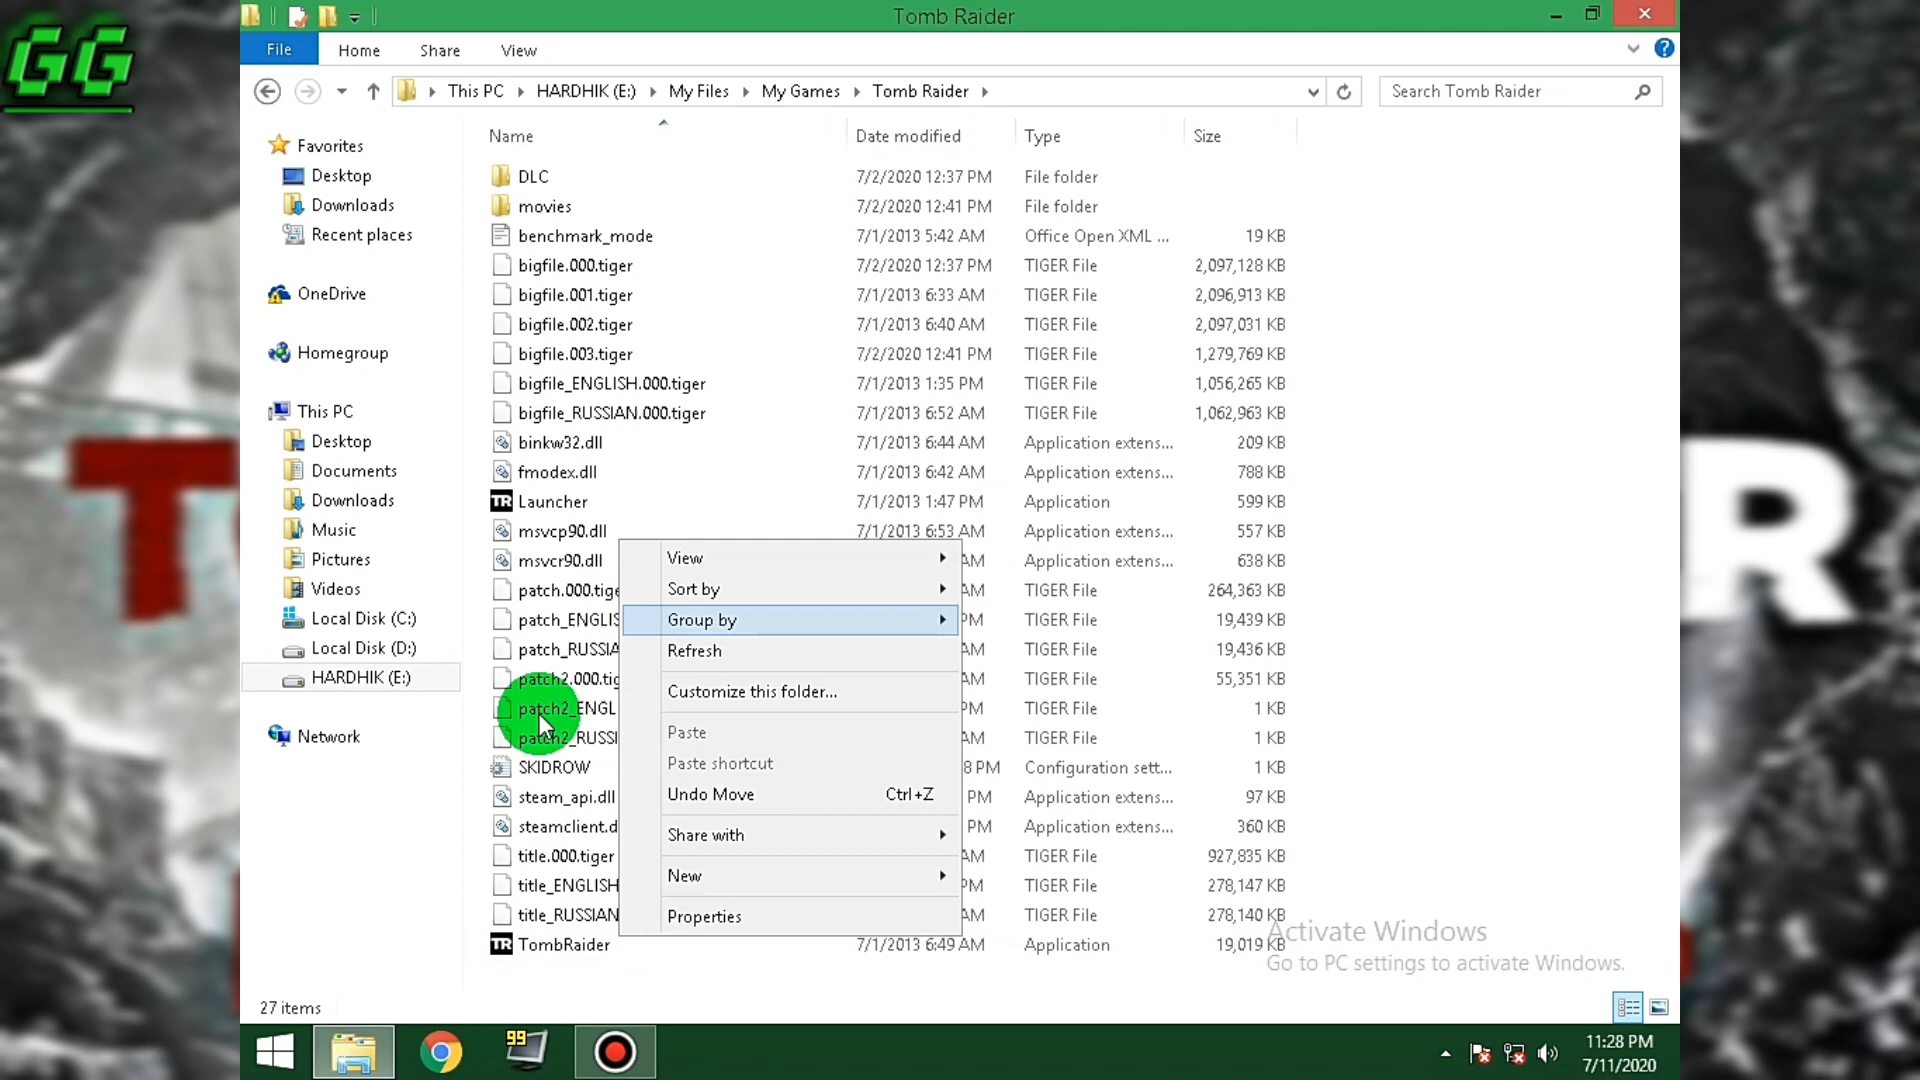 GG
Tomb Raider
File Home Share View
This PC HARDHIK (E:) My Files My Games Tomb Raider
Search Tomb Raider
Name Date modified Type Size
Favorites
Desktop
Downloads
Recent places
OneDrive
Homegroup
This PC
Desktop
Documents
Downloads
Music
Pictures
Videos
Local Disk (C:)
Local Disk (D:)
HARDHIK (E:)
Network
DLC 7/2/2020 12:37 PM File folder
movies 7/2/2020 12:41 PM File folder
benchmark_mode 7/1/2013 5:42 AM Office Open XML ... 19 KB
bigfile.000.tiger 7/2/2020 12:37 PM TIGER File 2,097,128 KB
bigfile.001.tiger 7/1/2013 6:33 AM TIGER File 2,096,913 KB
bigfile.002.tiger 7/1/2013 6:40 AM TIGER File 2,097,031 KB
bigfile.003.tiger 7/2/2020 12:41 PM TIGER File 1,279,769 KB
bigfile_ENGLISH.000.tiger 7/1/2013 1:35 PM TIGER File 1,056,265 KB
bigfile_RUSSIAN.000.tiger 7/1/2013 6:52 AM TIGER File 1,062,963 KB
binkw32.dll 7/1/2013 6:44 AM Application extens... 209 KB
fmodex.dll 7/1/2013 6:42 AM Application extens... 788 KB
TR Launcher 7/1/2013 1:47 PM Application 599 KB
msvcp90.dll 7/1/2013 6:53 AM Application extens... 557 KB
msvcr90.dll AM Application extens... 638 KB
patch.000.tige AM TIGER File 264,363 KB
patch_ENGLIS PM TIGER File 19,439 KB
patch_RUSSIA AM TIGER File 19,436 KB
patch2.000.tig AM TIGER File 55,351 KB
patch2_ENGL PM TIGER File 1 KB
patch2_RUSSI AM TIGER File 1 KB
SKIDROW 8 PM Configuration sett... 1 KB
steam_api.dll PM Application extens... 97 KB
steamclient.d PM Application extens... 360 KB
title.000.tiger AM TIGER File 927,835 KB
title_ENGLISH PM TIGER File 278,147 KB
title_RUSSIAN AM TIGER File 278,140 KB
TR TombRaider 7/1/2013 6:49 AM Application 19,019 KB
View
Sort by
Group by
Refresh
Customize this folder...
Paste
Paste shortcut
Undo Move Ctrl+Z
Share with
New
Properties
Activate Windows
Go to PC settings to activate Windows.
27 items
99
11:28 PM
7/11/2020